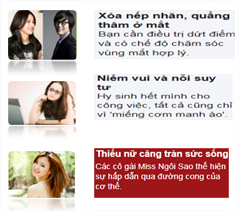 Xóa nếp nhăn, quầng
thâm ở mắt
Bạn cần điều trị dứt điểm
và có chế độ chăm sóc
vùng mắt hợp lý.
Niềm vui và nỗi suy
tư
Hy sinh hết mình cho
công việc, tất cả cũng chỉ
vì 'miếng cơm manh áo'.
Thiếu nữ căng tràn sức sống
Các cô gái Miss Ngôi Sao thể hiện
sự hấp dẫn qua đường cong của
cơ thể.